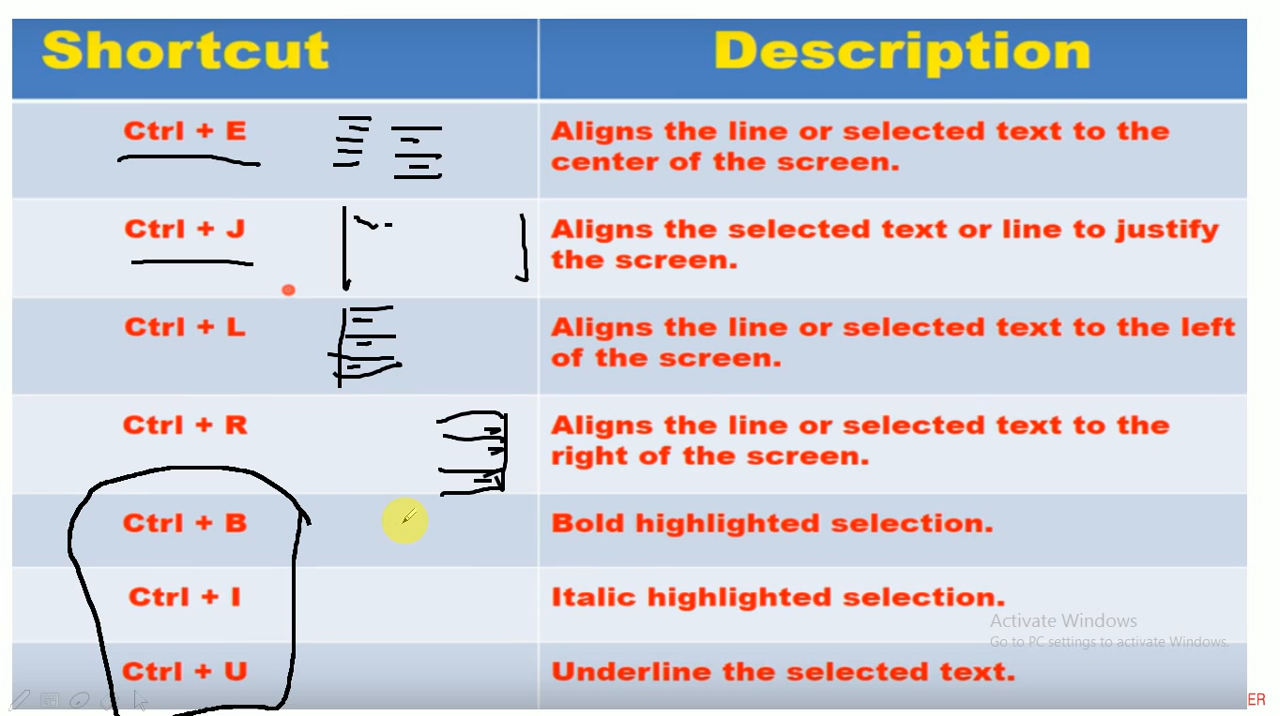 Shortcut Description
Ctrl + E Aligns the line or selected text to the
center of the screen.
Ctrl + J Aligns the selected text or line to justify
the screen.
Ctrl + L Aligns the line or selected text to the left
of the screen.
Ctrl + R Aligns the line or selected text to the
right of the screen.
Ctrl + B Bold highlighted selection.
Ctrl + I Italic highlighted selection.
Activate Windows
Go to PC settings to activate Windows.
Ctrl + U Underline the selected text.
ER